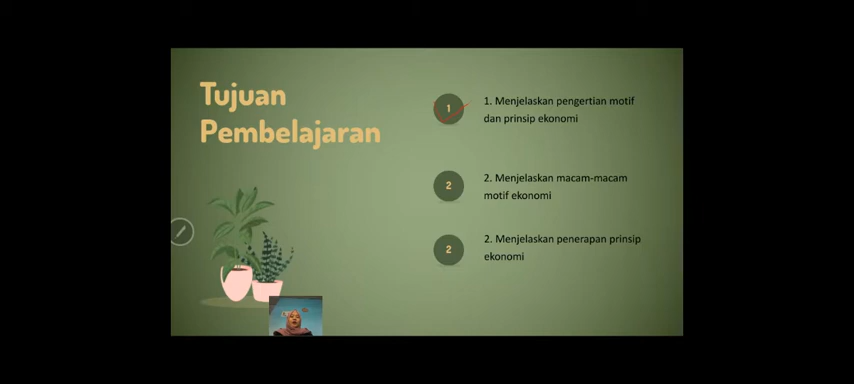 Tujuan
Pembelajaran
1
1. Menjelaskan pengertian motif
dan prinsip ekonomi
2
2. Menjelaskan macam-macam
motif ekonomi
2
2. Menjelaskan penerapan prinsip
ekonomi